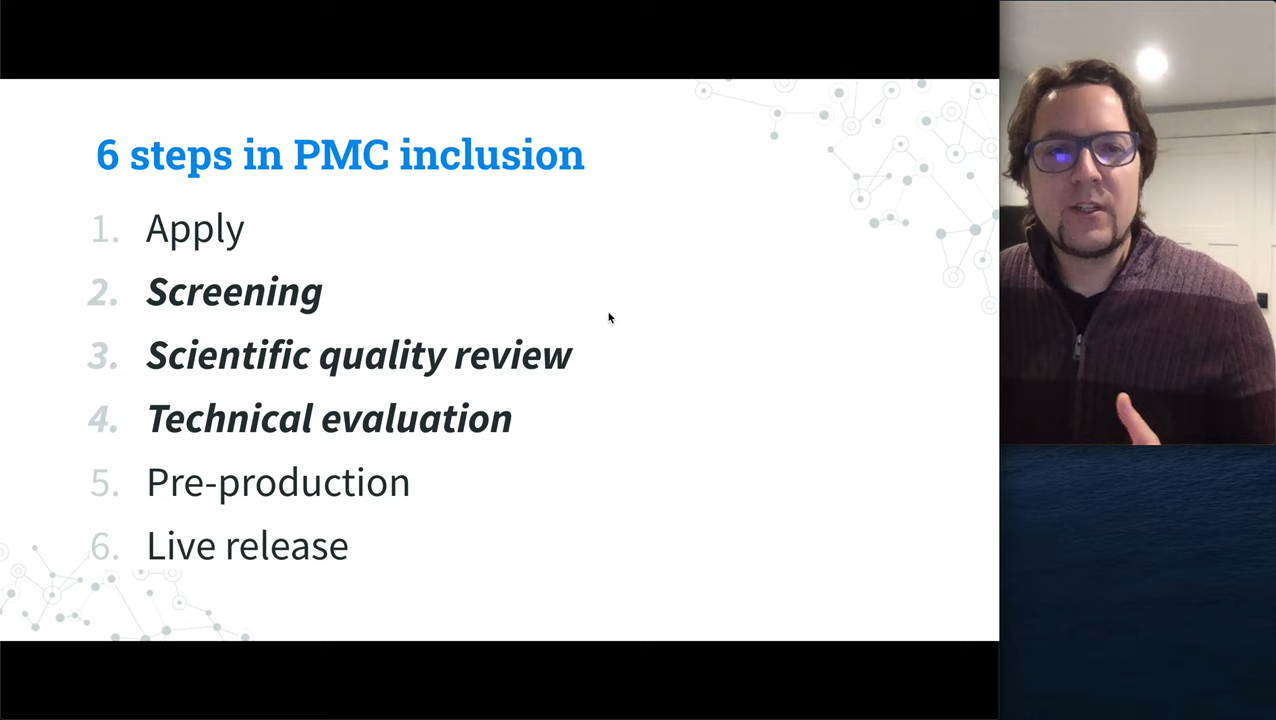 6 steps in PMC inclusion
1. Apply
2. Screening
3. Scientific quality review
4. Technical evaluation
5. Pre-production
6. Live release